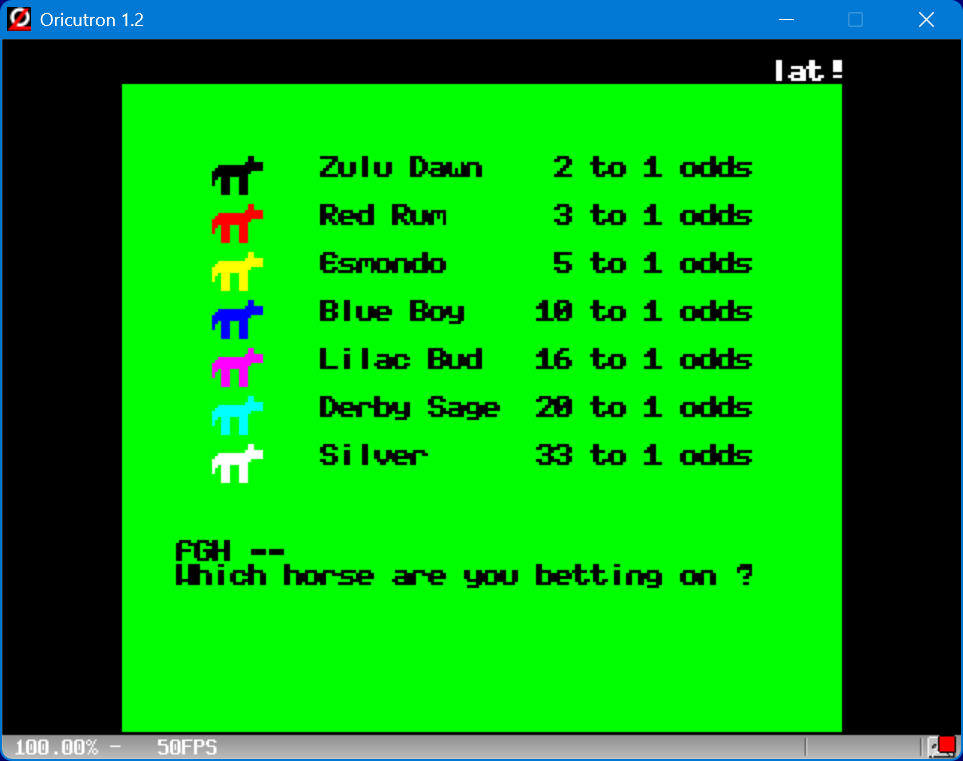 Oricutron 1.2
lat!
Zulu Dawn 2 to 1 odds
Red Rum 3 to 1 odds
Esmondo 5 to 1 odds
Blue Boy 10 to 1 odds
Lilac Bud 16 to 1 odds
Derby Sage 20 to 1 odds
Silver 33 to 1 odds
FGH --
Which horse are you betting on ?
100.00% - 50FPS